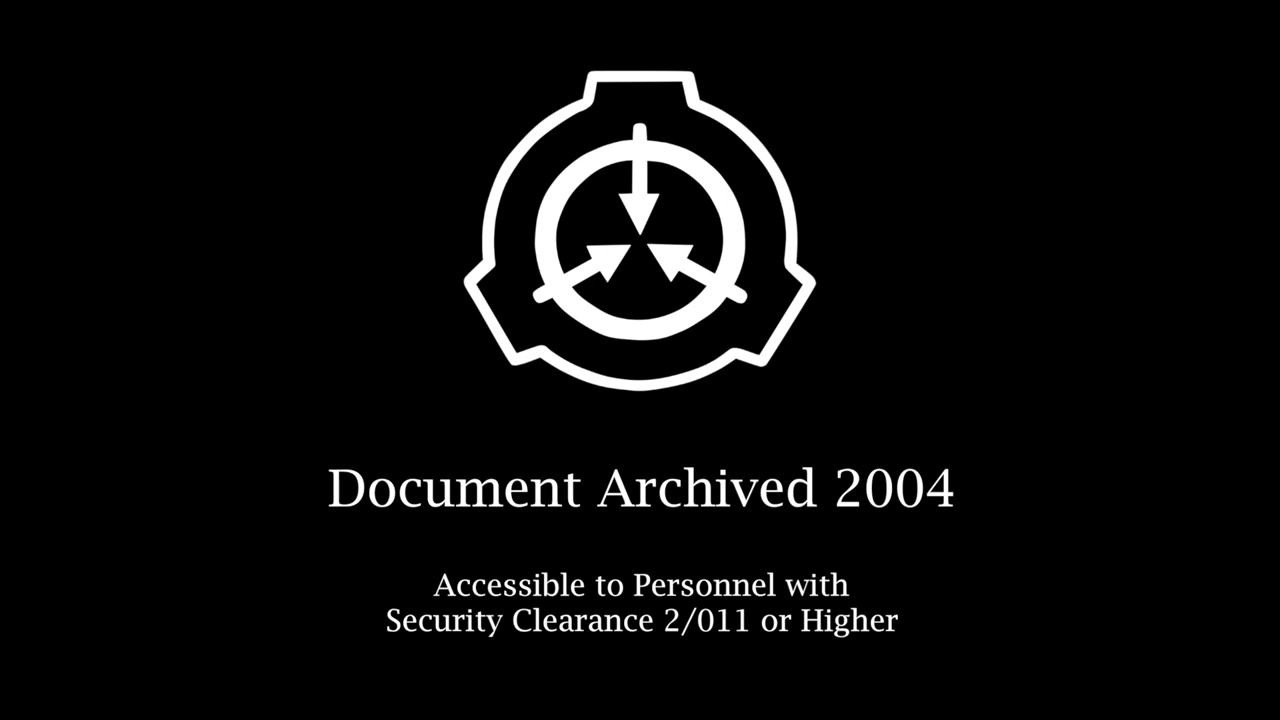 Document Archived 2004
Accessible to Personnel with
Security Clearance 2/011 or Higher